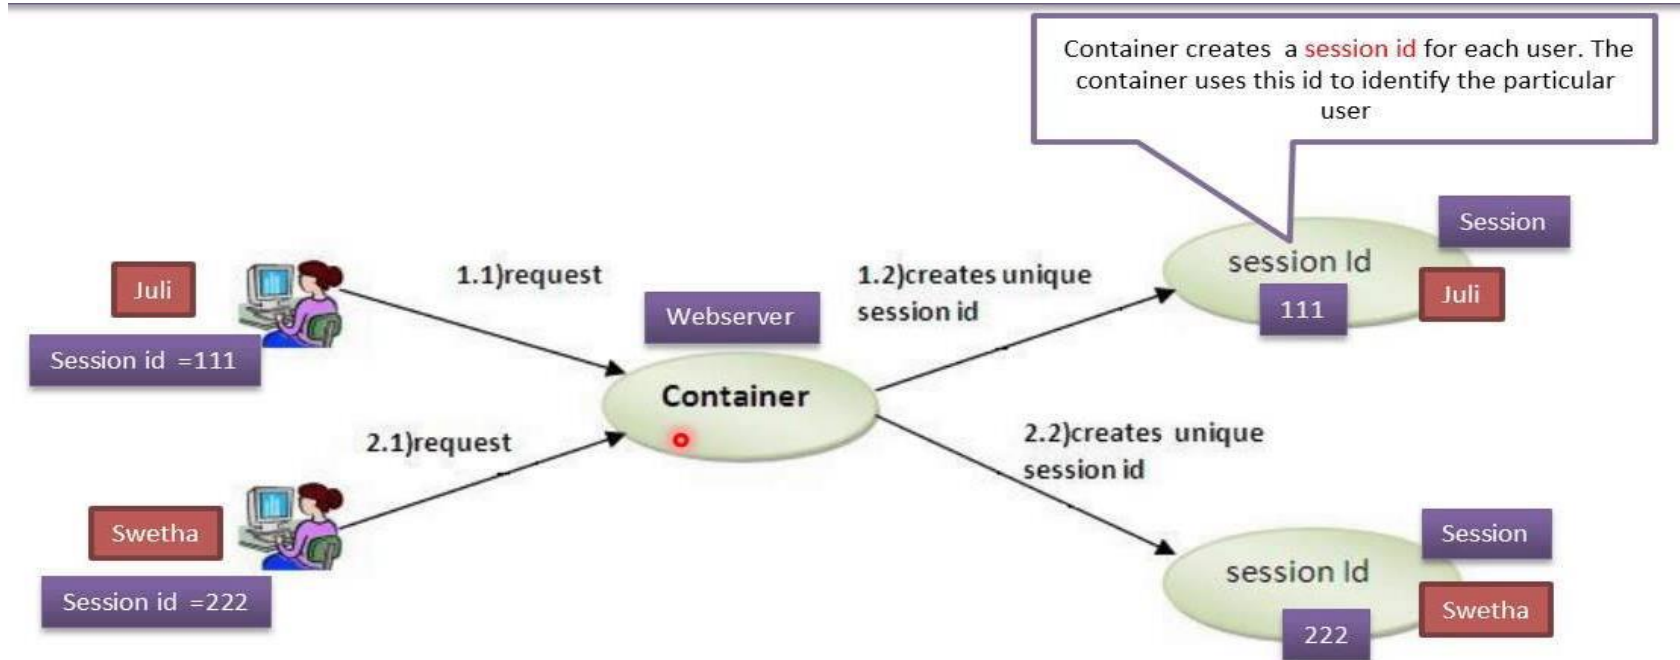 Container creates a session id for each user. The
container uses this id to identify the particular
user
Session
session Id
Juli
111
1.1)request
1.2)creates unique
session id
Juli
Webserver
Session id =111
Container
2.1)request
2.2)creates unique
session id
Swetha
Session id =222
Session
session Id
Swetha
222